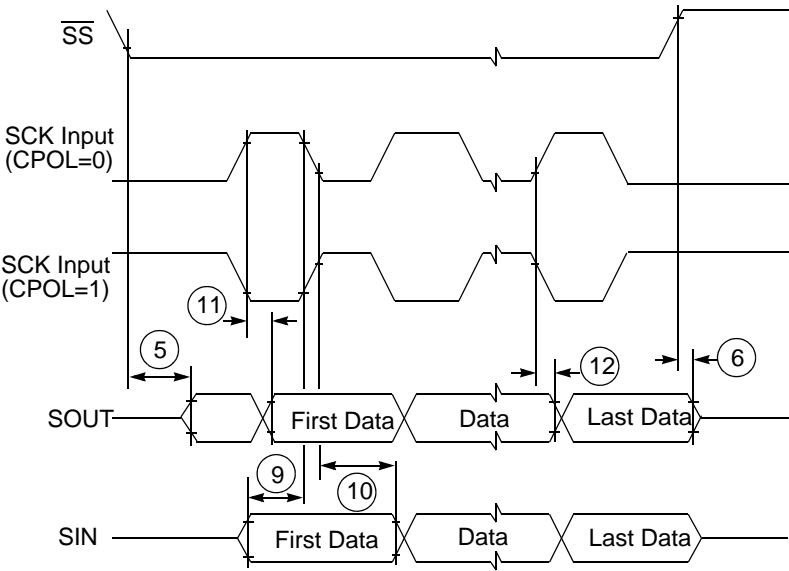 SS
SCK Input
(CPOL=0)
SCK Input
(CPOL=1)
11
5
12
6
SOUT
First Data
Data
Last Data
9
10
SIN
First Data
Data
Last Data